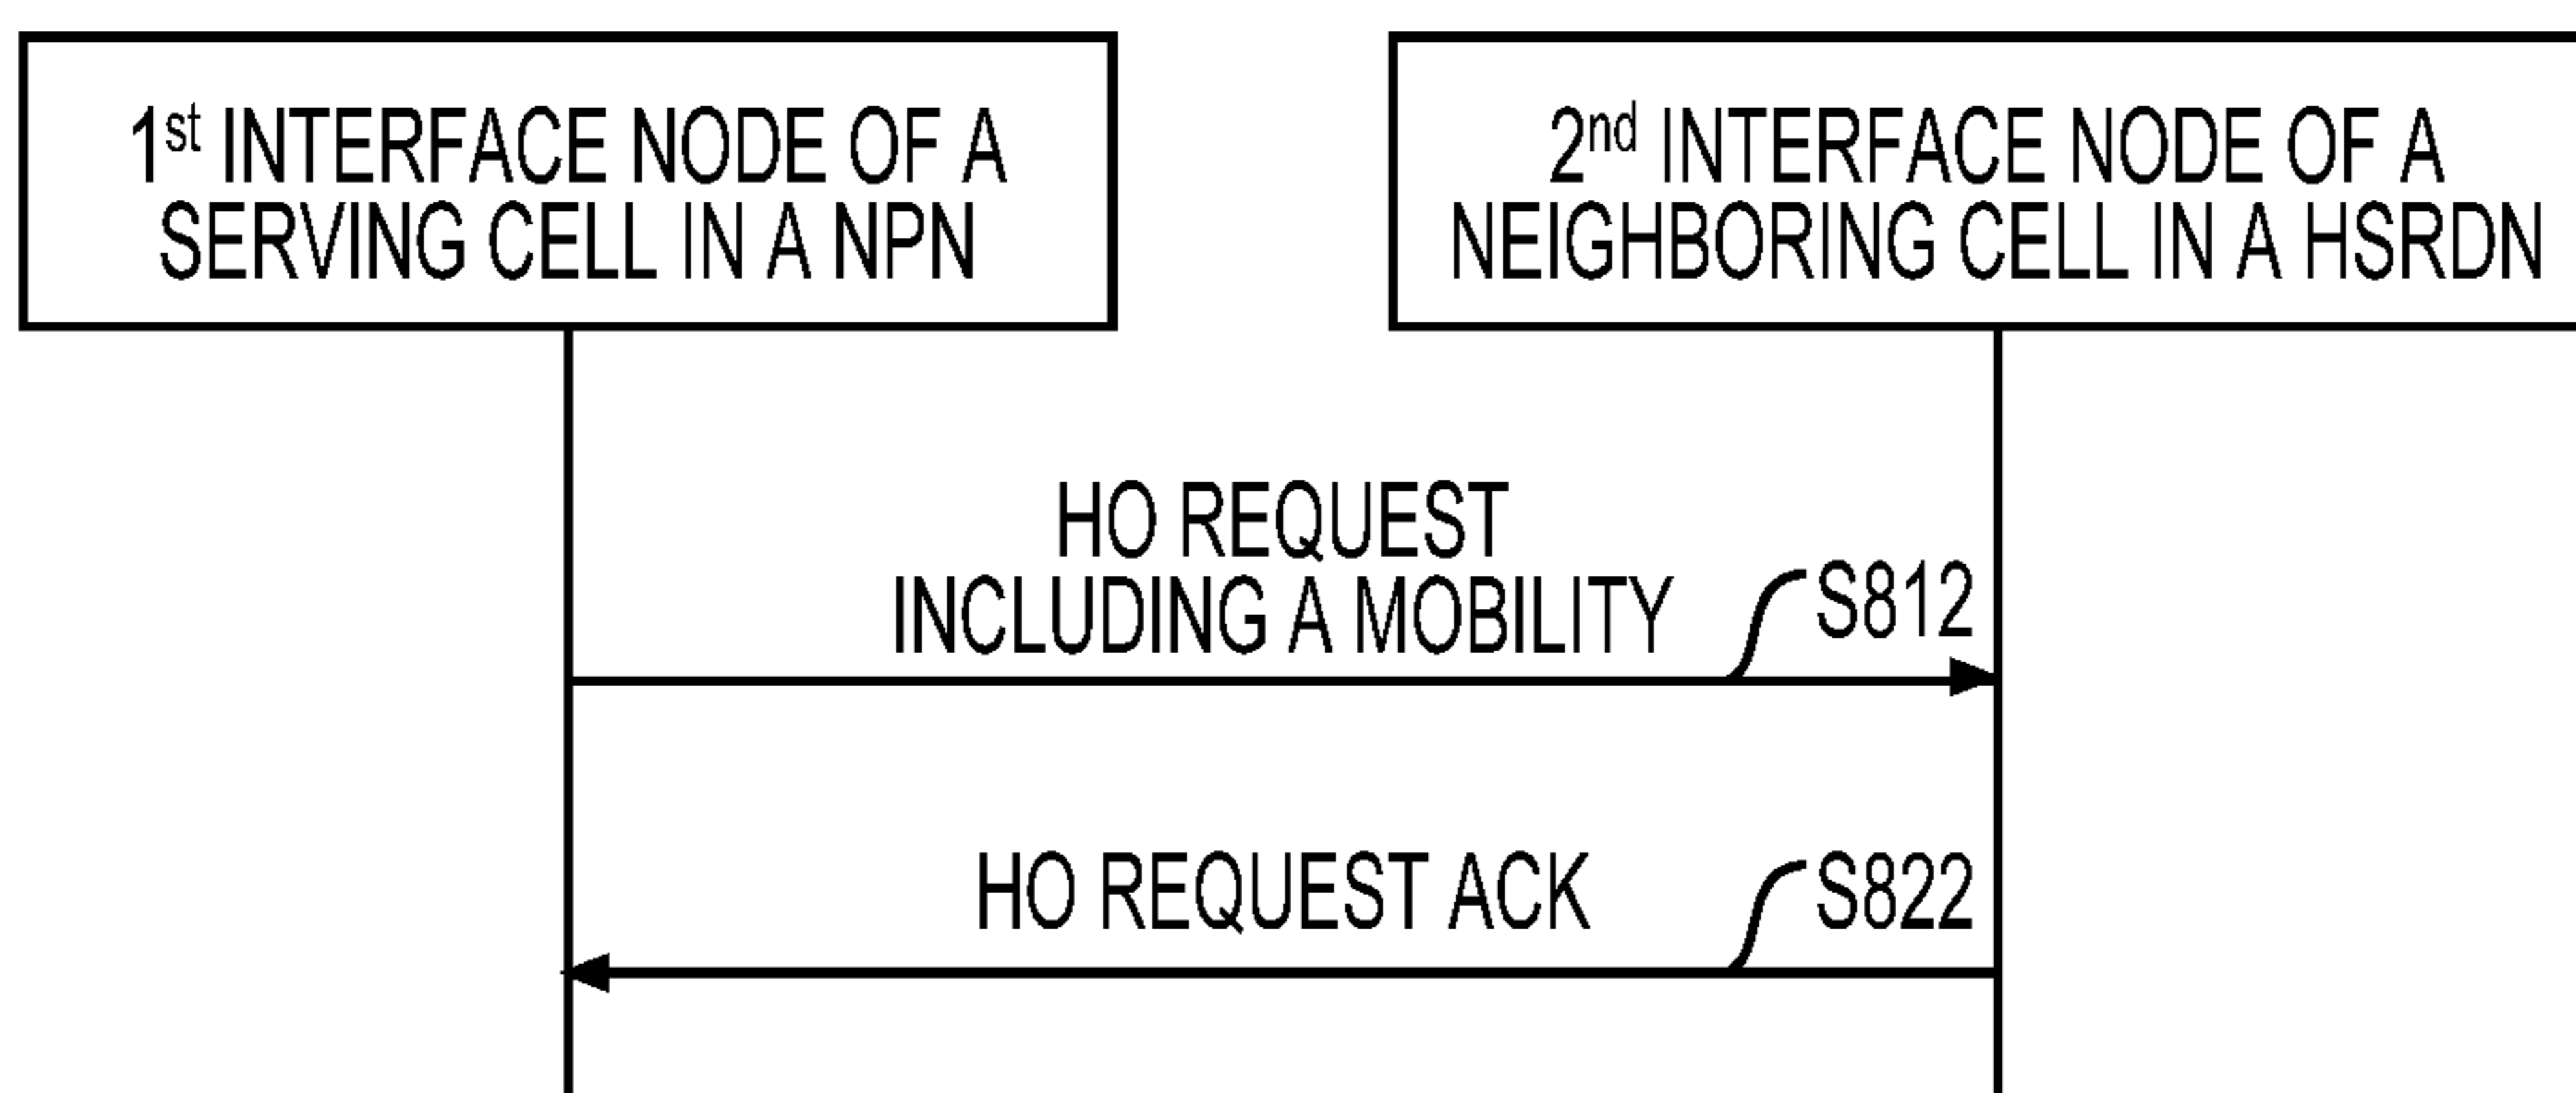 1st INTERFACE NODE OF A
SERVING CELL IN A NPN
2nd INTERFACE NODE OF A
NEIGHBORING CELL IN A HSRDN
HO REQUEST
INCLUDING A MOBILITY
S812
HO REQUEST ACK
S822